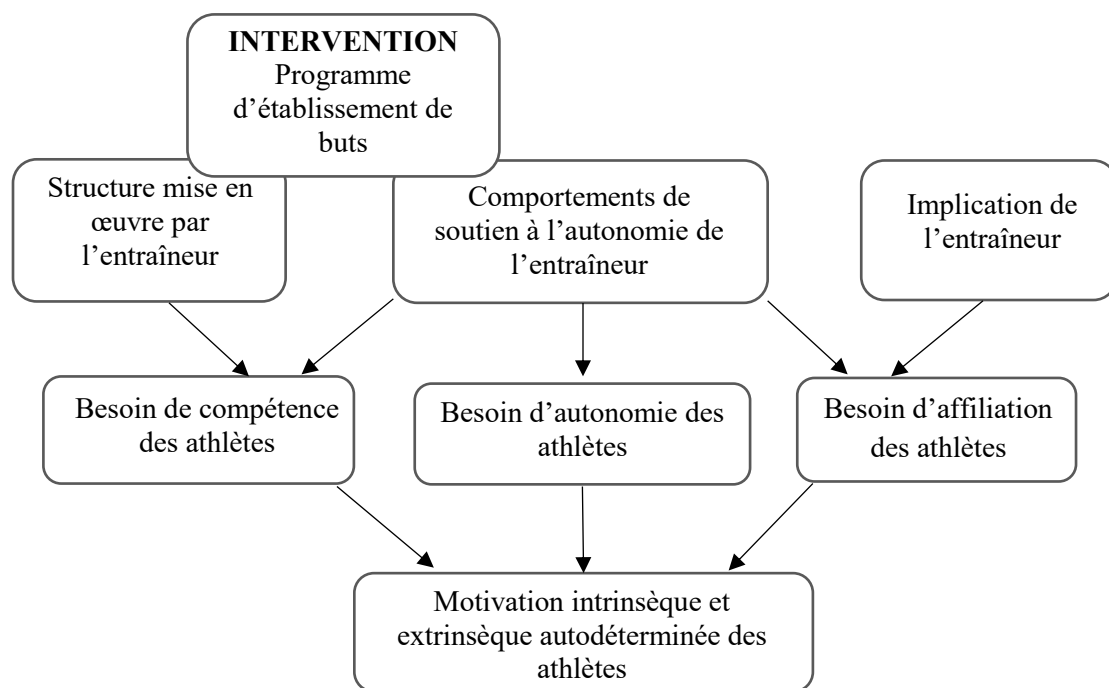 INTERVENTION
Programme
d’établissement de
buts
Structure mise en
œuvre par
l’entraîneur
Comportements de
soutien à l’autonomie de
l’entraîneur
Implication de
l’entraîneur
Besoin de compétence
des athlètes
Besoin d’autonomie des
athlètes
Besoin d’affiliation
des athlètes
Motivation intrinsèque et
extrinsèque autodéterminée des
athlètes